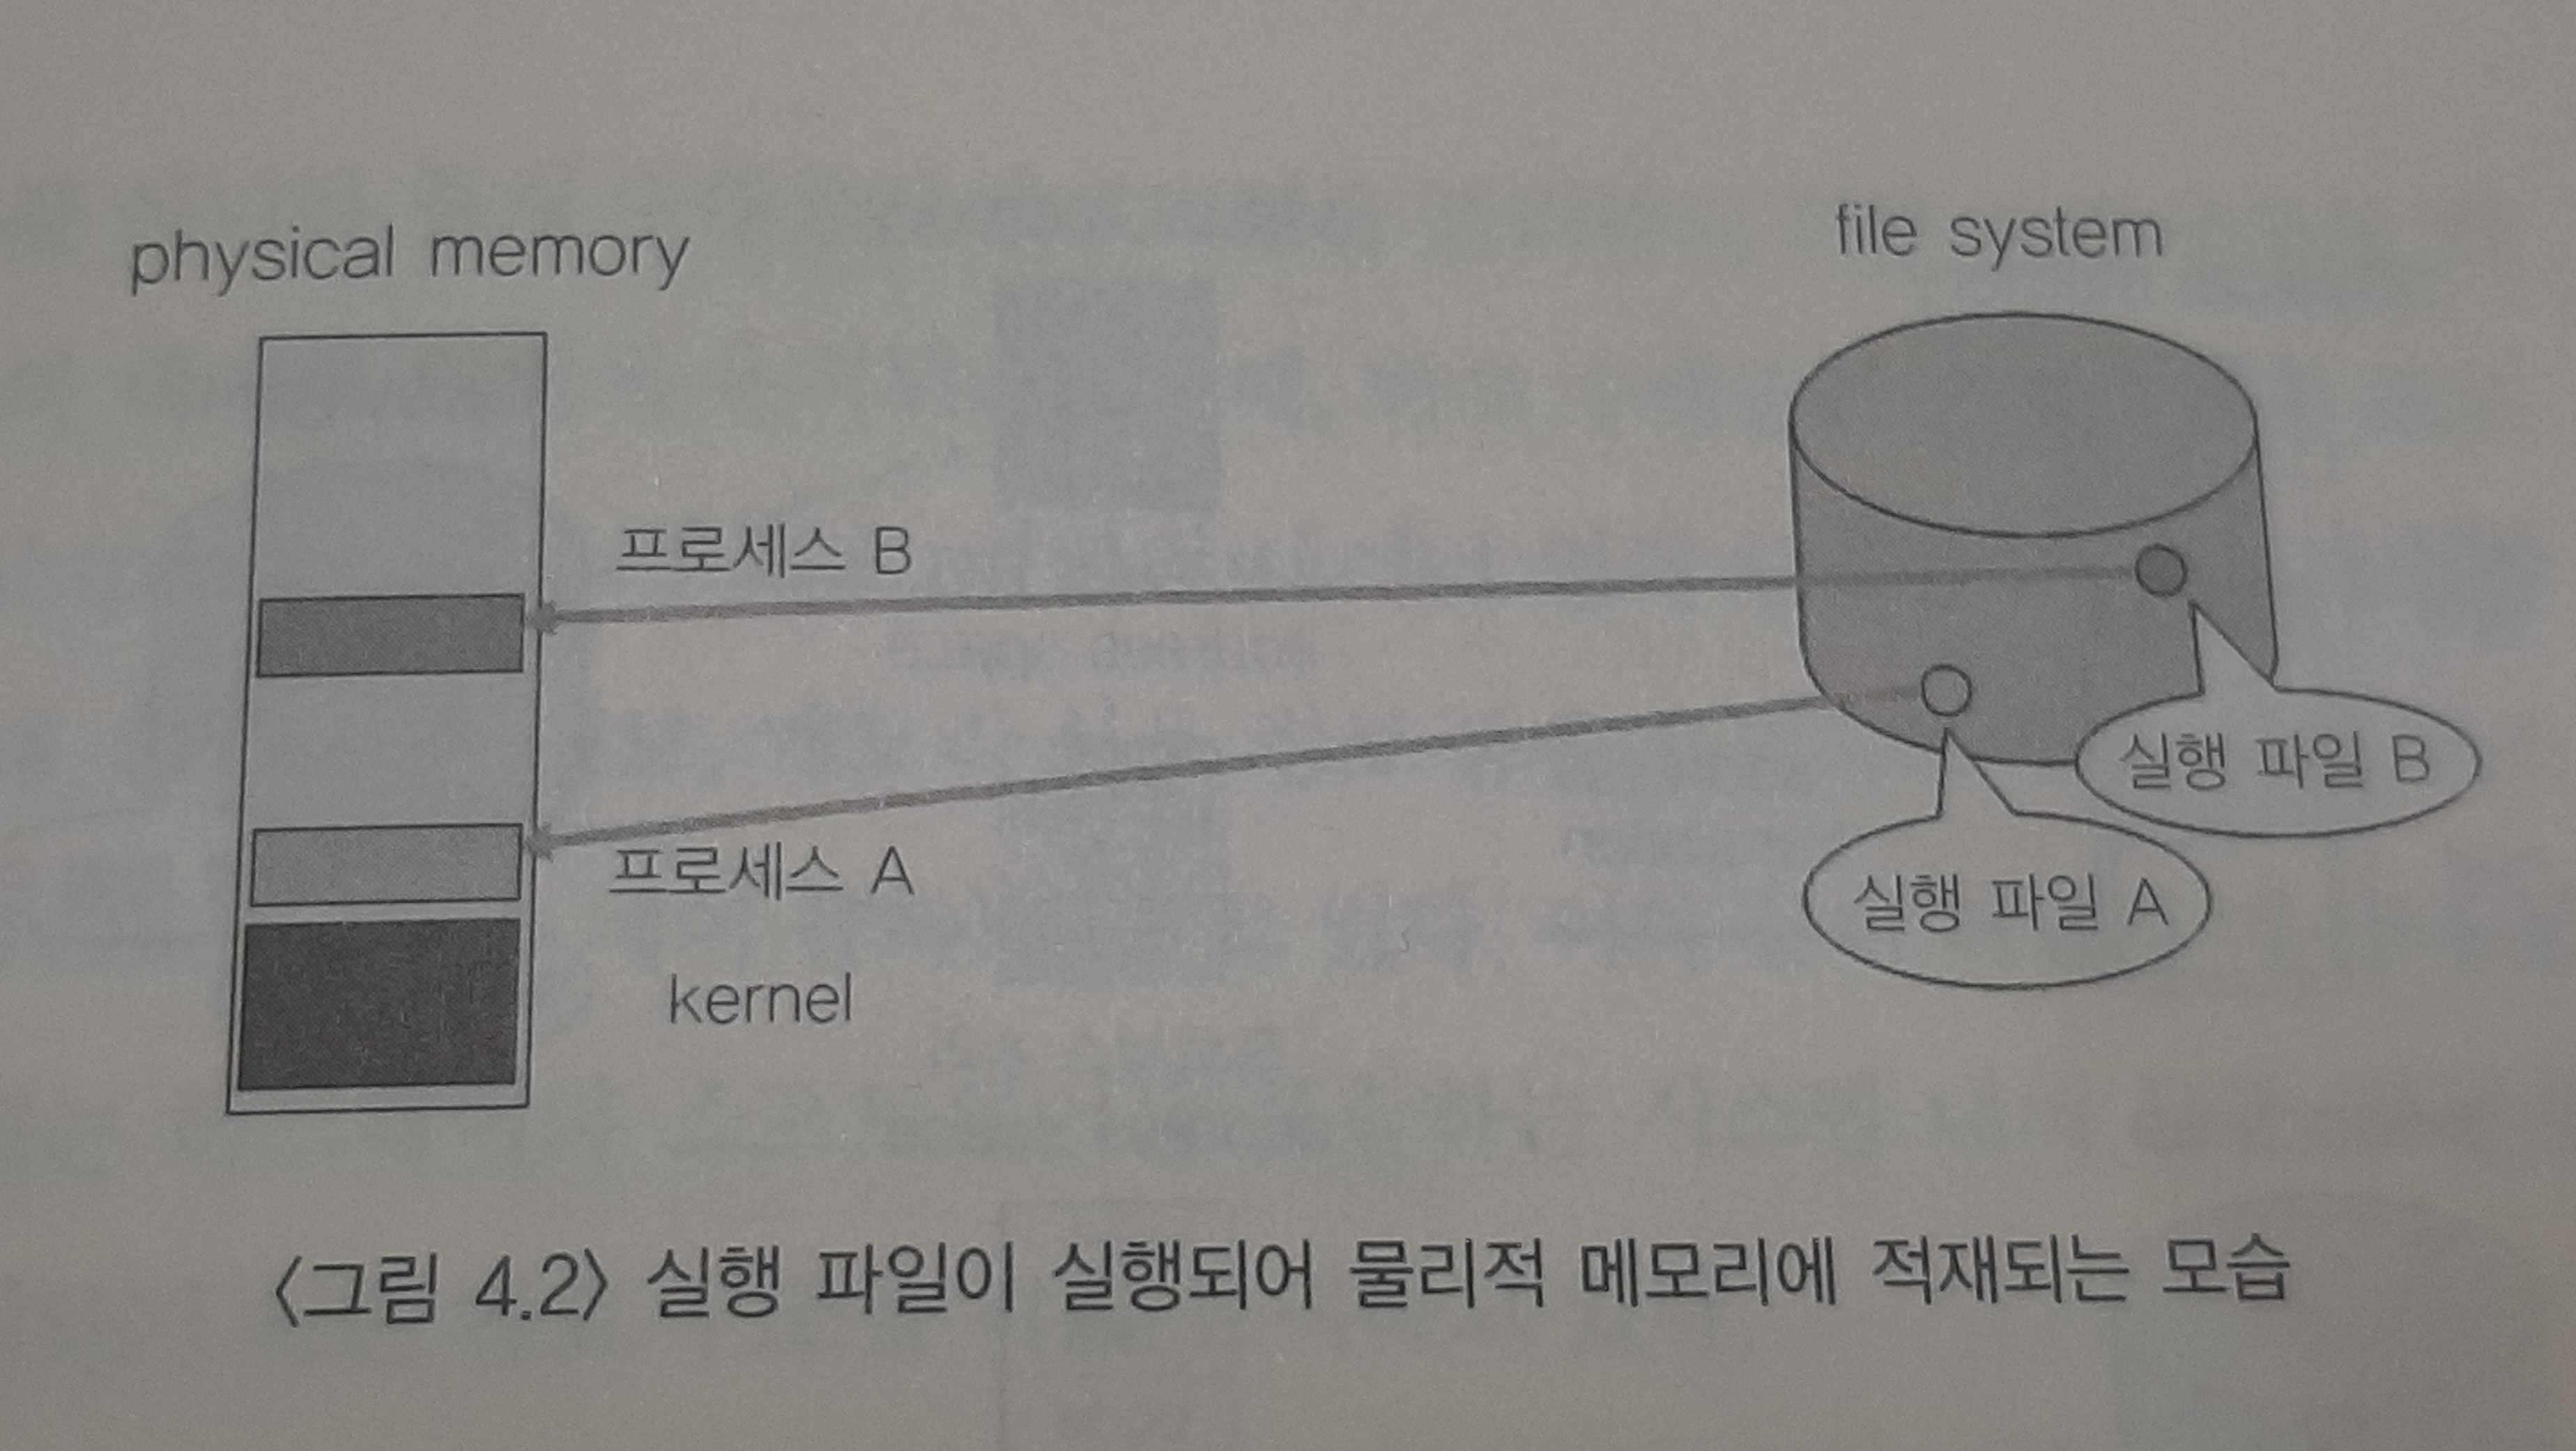 physical memory
file system
프로세스 B
실행 파일 B
프로세스 A
실행 파일 A
kernel
〈그림 4.2〉 실행 파일이 실행되어 물리적 메모리에 적재되는 모습